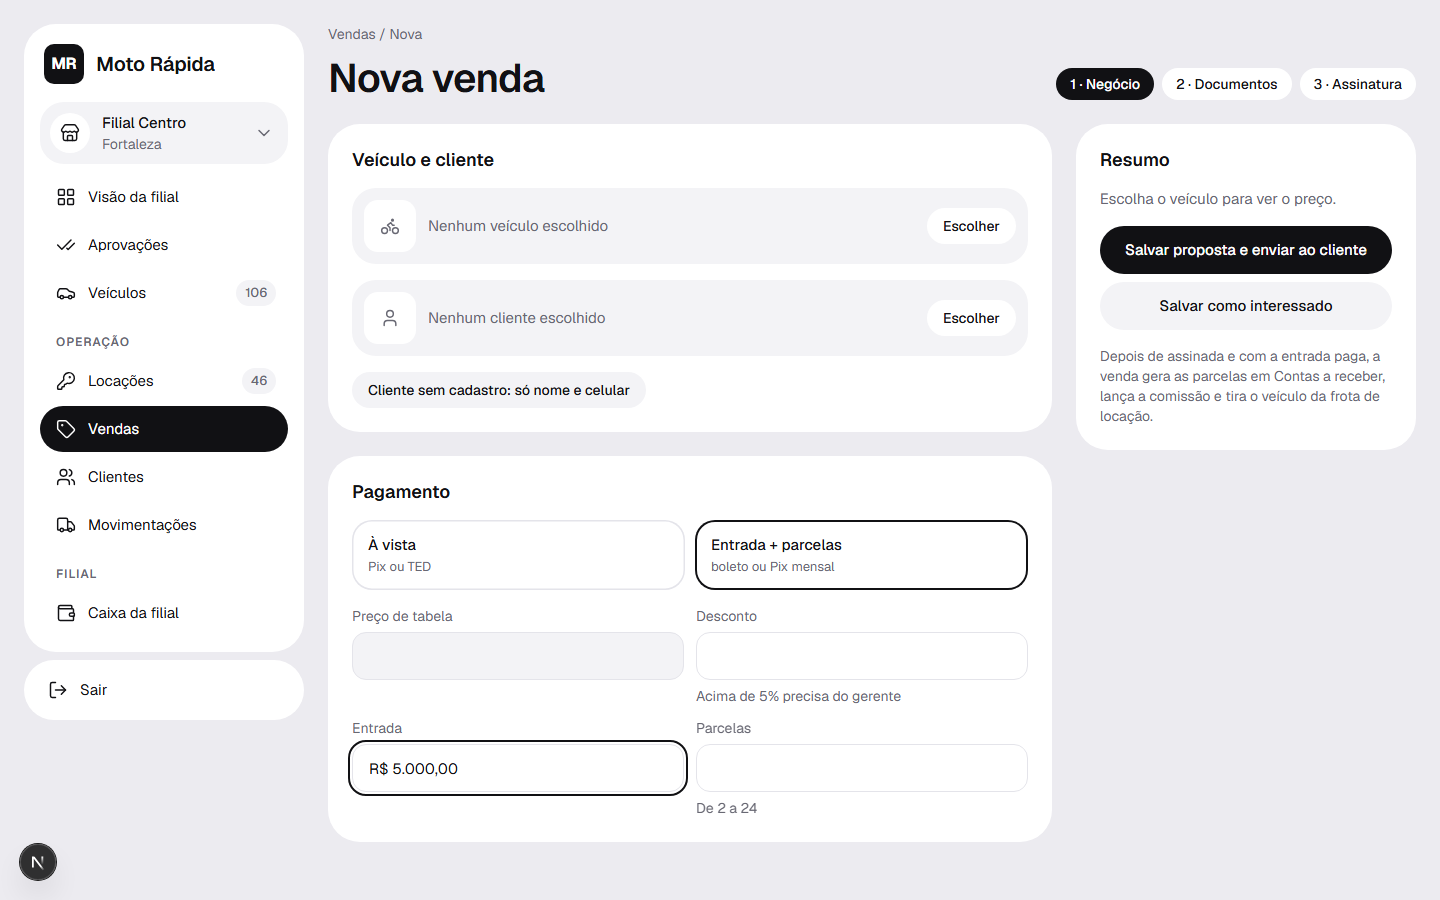 MR
Moto Rápida
Filial Centro
Fortaleza
Visão da filial
Aprovações
Veículos
106
OPERAÇÃO
Locações
46
Vendas
Clientes
Movimentações
FILIAL
Caixa da filial
Sair
N
Vendas / Nova
Nova venda
1 · Negócio
2 · Documentos
3 · Assinatura
Veículo e cliente
Nenhum veículo escolhido
Escolher
Nenhum cliente escolhido
Escolher
Cliente sem cadastro: só nome e celular
Pagamento
À vista
Pix ou TED
Entrada + parcelas
boleto ou Pix mensal
Preço de tabela
Desconto
Acima de 5% precisa do gerente
Entrada
R$ 5.000,00
Parcelas
De 2 a 24
Resumo
Escolha o veículo para ver o preço.
Salvar proposta e enviar ao cliente
Salvar como interessado
Depois de assinada e com a entrada paga, a
venda gera as parcelas em Contas a receber,
lança a comissão e tira o veículo da frota de
locação.